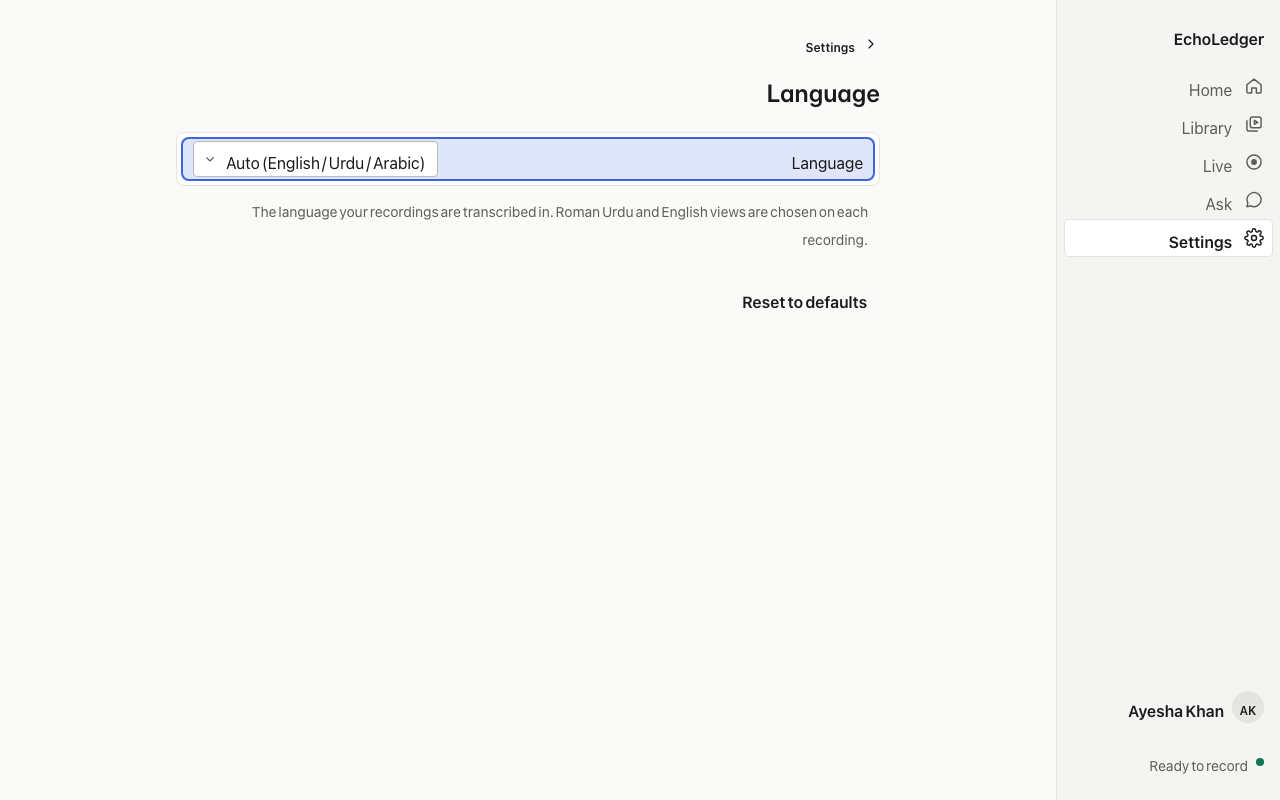 EchoLedger
Home
Library
Live
Ask
Settings
Ayesha Khan
AK
Ready to record
Settings
Language
Language
Auto (English / Urdu / Arabic)
The language your recordings are transcribed in. Roman Urdu and English views are chosen on each
recording.
Reset to defaults